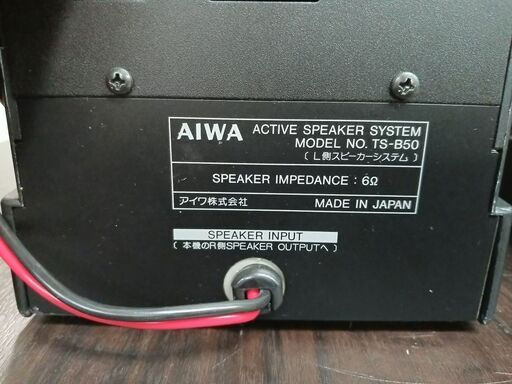 AIWA ACTIVE SPEAKER SYSTEM
MODEL NO. TS-B50
〔L側スピーカーシステム〕
SPEAKER IMPEDANCE : 6Ω
アイワ株式会社 MADE IN JAPAN
SPEAKER INPUT
〔本機のR側SPEAKER OUTPUTへ〕